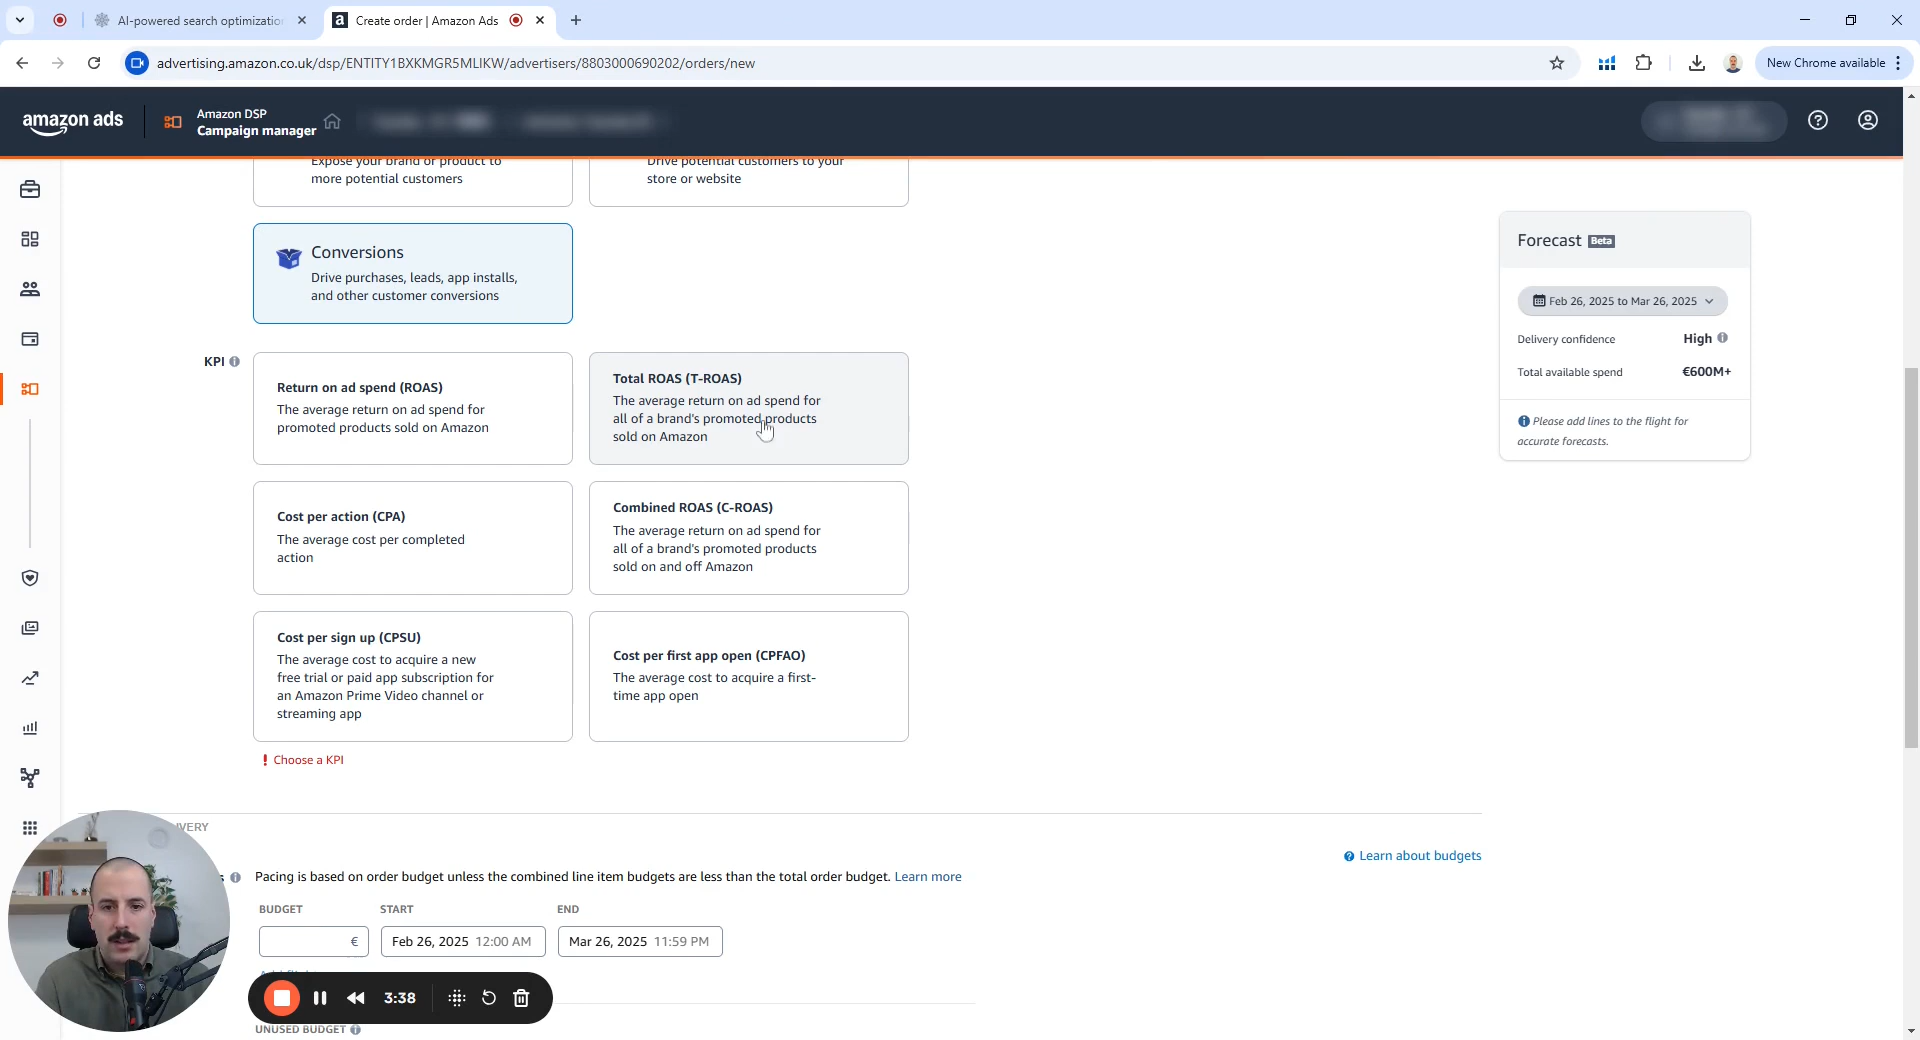 AI-powered search optimizatio
Create order | Amazon Ads
advertising.amazon.co.uk/dsp/ENTITY1BXKMGR5MLIKW/advertisers/8803000690202/orders/new
New Chrome available
amazon ads
Amazon DSP
Campaign manager
Expose your brand or product to
more potential customers
Drive potential customers to your
store or website
Conversions
Drive purchases, leads, app installs,
and other customer conversions
KPI
Return on ad spend (ROAS)
The average return on ad spend for
promoted products sold on Amazon
Total ROAS (T-ROAS)
The average return on ad spend for
all of a brand's promoted products
sold on Amazon
Cost per action (CPA)
The average cost per completed
action
Combined ROAS (C-ROAS)
The average return on ad spend for
all of a brand's promoted products
sold on and off Amazon
Cost per sign up (CPSU)
The average cost to acquire a new
free trial or paid app subscription for
an Amazon Prime Video channel or
streaming app
Cost per first app open (CPFAO)
The average cost to acquire a first-
time app open
! Choose a KPI
Forecast Beta
Feb 26, 2025 to Mar 26, 2025
Delivery confidence High
Total available spend €600M+
Please add lines to the flight for
accurate forecasts.
VERY
Learn about budgets
Pacing is based on order budget unless the combined line item budgets are less than the total order budget. Learn more
BUDGET START END
€ Feb 26, 2025 12:00 AM Mar 26, 2025 11:59 PM
3:38
UNUSED BUDGET